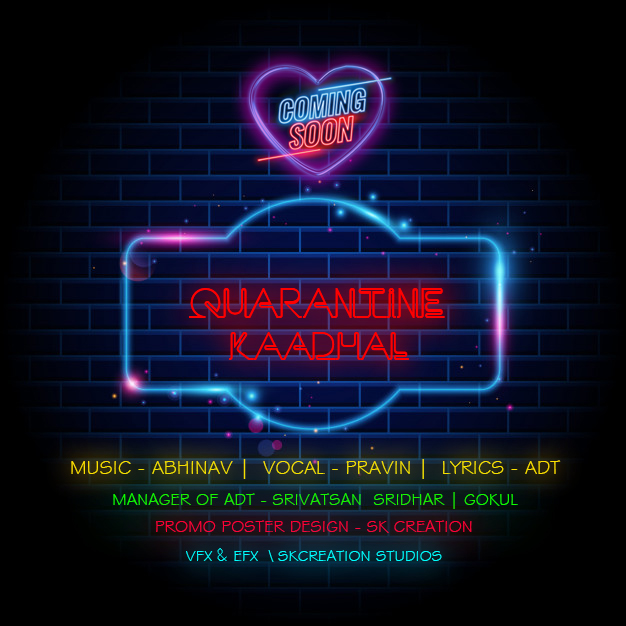 COMING
SOON
QUARANTINE
KAADHAL
MUSIC - ABHINAV | VOCAL - PRAVIN | LYRICS - ADT
MANAGER OF ADT - SRIVATSAN SRIDHAR | GOKUL
PROMO POSTER DESIGN - SK CREATION
VFX & EFX \ SKCREATION STUDIOS